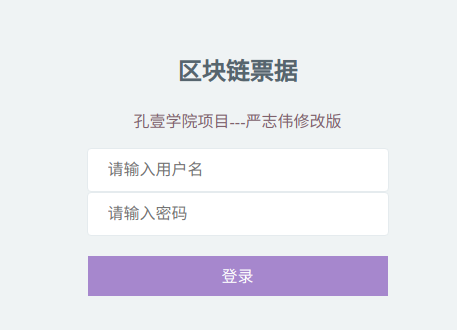 区块链票据
孔壹学院项目---严志伟修改版
请输入用户名
请输入密码
登录